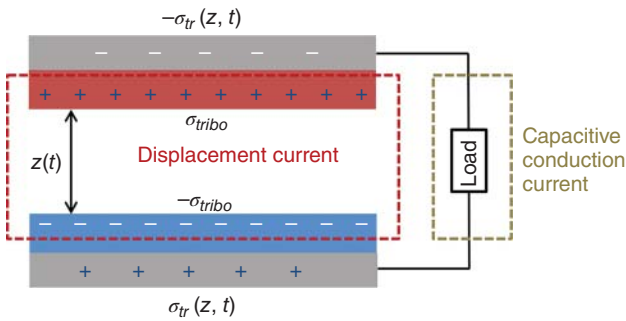 −σtr (z, t)
− − − − −
+ + + + + + + + + +
σtribo
z(t)
Displacement current
Load
Capacitive
conduction
current
−σtribo
− − − − − − − − − −
+ + + + +
σtr (z, t)